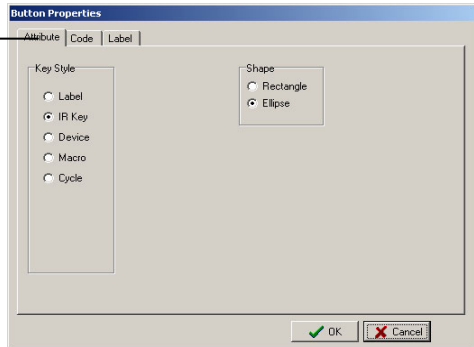 Button Properties
Attribute Code Label
Key Style
Label
IR Key
Device
Macro
Cycle
Shape
Rectangle
Ellipse
OK Cancel